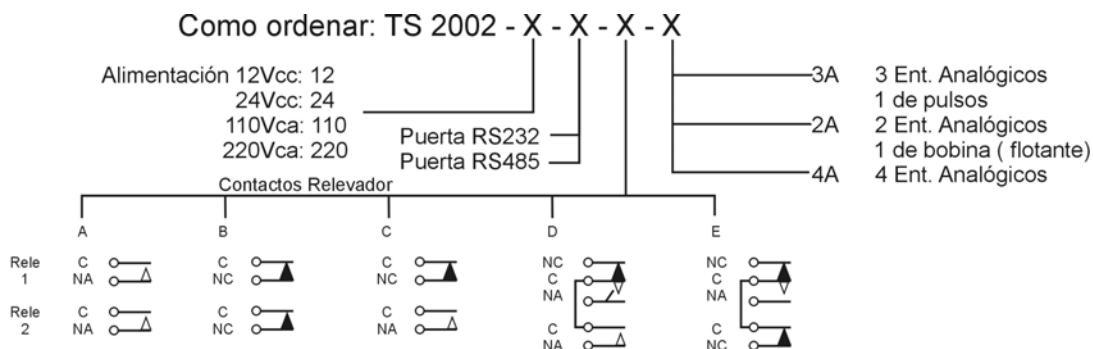 Como ordenar: TS 2002 - X - X - X - X
Alimentación 12Vcc: 12
24Vcc: 24
110Vca: 110
220Vca: 220
Puerta RS232
Puerta RS485
3A 3 Ent. Analógicos
1 de pulsos
2A 2 Ent. Analógicos
1 de bobina ( flotante)
4A 4 Ent. Analógicos
Contactos Relevador
A B C D E
Rele 1
C NA
C NC
C NC
NC C NA
NC C NA
Rele 2
C NA
C NC
C NA
C NA
C NC